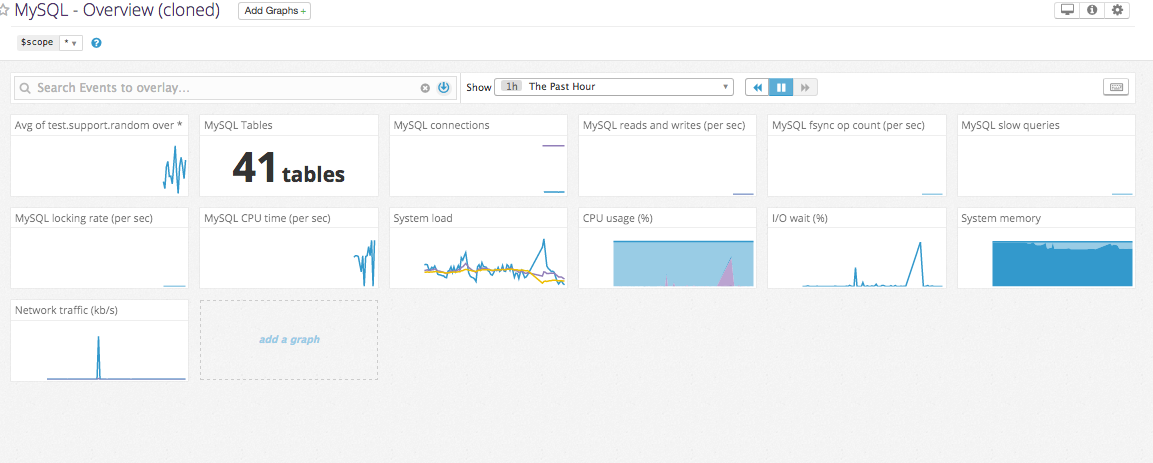 MySQL - Overview (cloned) Add Graphs +
$scope * ▾ ?
Search Events to overlay... Show 1h The Past Hour
Avg of test.support.random over * MySQL Tables MySQL connections MySQL reads and writes (per sec) MySQL fsync op count (per sec) MySQL slow queries
41 tables
MySQL locking rate (per sec) MySQL CPU time (per sec) System load CPU usage (%) I/O wait (%) System memory
Network traffic (kb/s)
add a graph